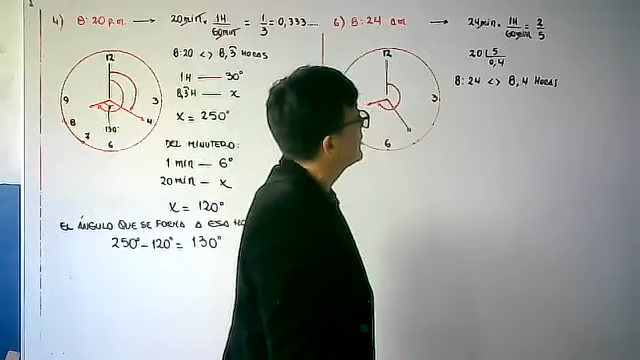 4) 8:20 p.m. → 20min. 1H/60min = 1/3 = 0,333....
8:20 <> 8,3̂ HORAS
1H — 30°
8,3̂H — x
x = 250°
12
9
3
8
4
7
6
130°
DEL MINUTERO:
1 min — 6°
20 min — x
x = 120°
EL ÁNGULO QUE SE FORMA A ESA
250° - 120° = 130°
6) 8:24 am → 24min. 1H/60min = 2/5
20 5
0,4
8:24 <> 8,4 HORAS
12
3
6